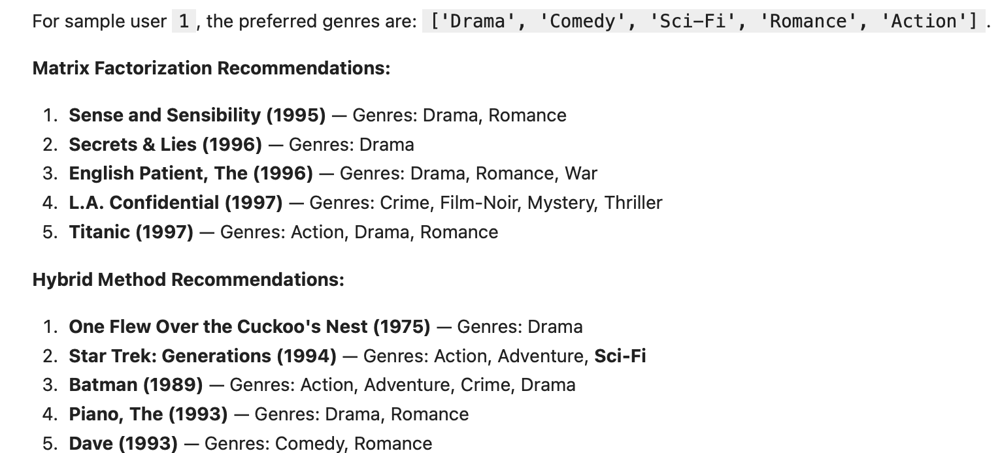 For sample user 1, the preferred genres are: ['Drama', 'Comedy', 'Sci-Fi', 'Romance', 'Action'].
Matrix Factorization Recommendations:
1. Sense and Sensibility (1995) — Genres: Drama, Romance
2. Secrets & Lies (1996) — Genres: Drama
3. English Patient, The (1996) — Genres: Drama, Romance, War
4. L.A. Confidential (1997) — Genres: Crime, Film-Noir, Mystery, Thriller
5. Titanic (1997) — Genres: Action, Drama, Romance
Hybrid Method Recommendations:
1. One Flew Over the Cuckoo's Nest (1975) — Genres: Drama
2. Star Trek: Generations (1994) — Genres: Action, Adventure, Sci-Fi
3. Batman (1989) — Genres: Action, Adventure, Crime, Drama
4. Piano, The (1993) — Genres: Drama, Romance
5. Dave (1993) — Genres: Comedy, Romance